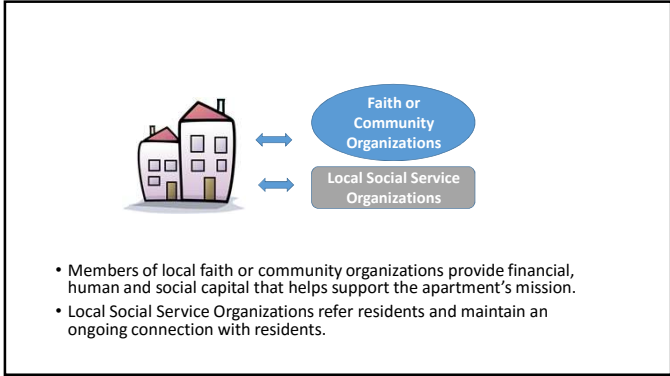 Faith or
Community
Organizations
Local Social Service
Organizations
• Members of local faith or community organizations provide financial,
human and social capital that helps support the apartment’s mission.
• Local Social Service Organizations refer residents and maintain an
ongoing connection with residents.